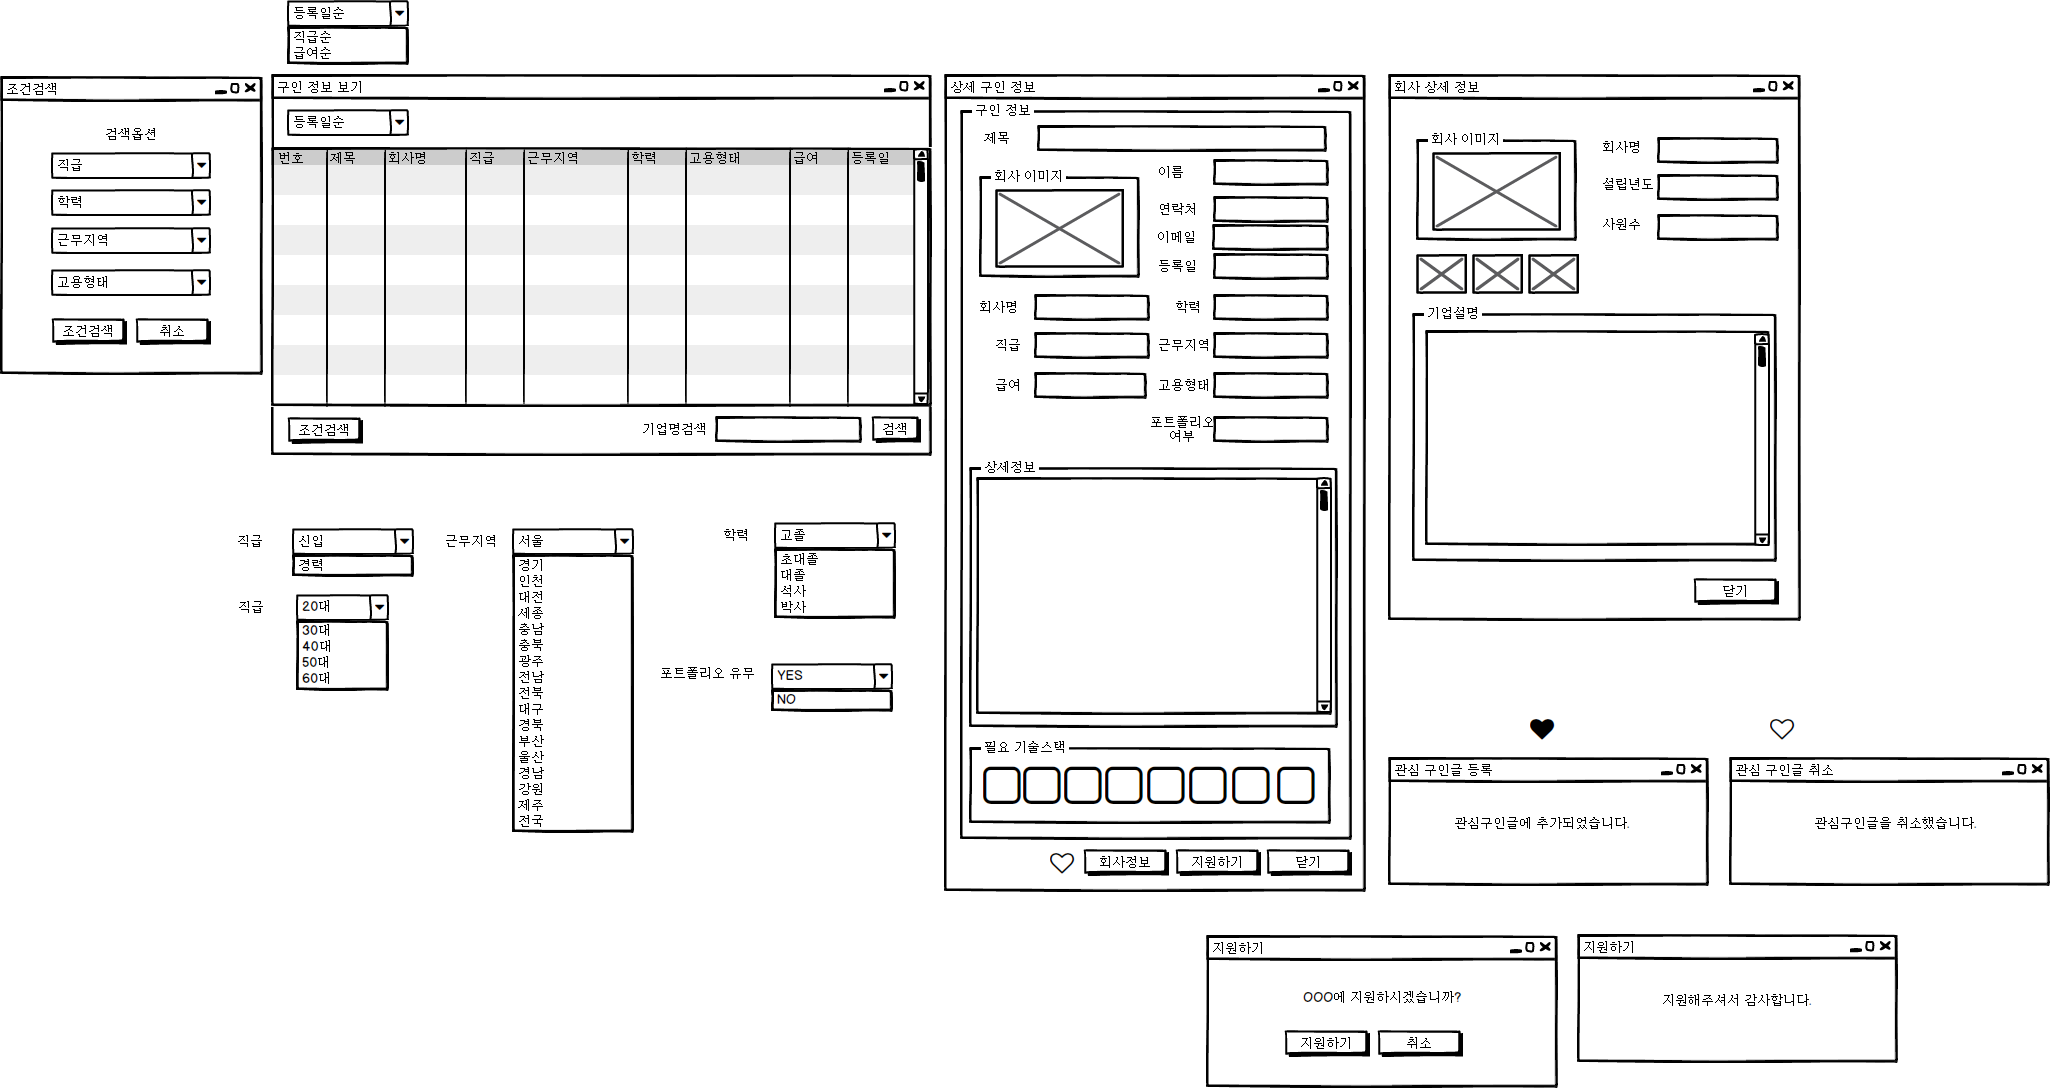 등록일순
직급순
급여순
조건검색
검색옵션
직급
학력
근무지역
고용형태
조건검색
취소
구인 정보 보기
등록일순
번호 제목 회사명 직급 근무지역 학력 고용형태 급여 등록일
조건검색
기업명검색
검색
직급
신입
경력
직급
20대
30대
40대
50대
60대
근무지역
서울
경기
인천
대전
세종
충남
충북
광주
전남
전북
대구
경북
부산
울산
경남
강원
제주
전국
학력
고졸
초대졸
대졸
석사
박사
포트폴리오 유무
YES
NO
상세 구인 정보
구인 정보
제목
회사 이미지
이름
연락처
이메일
등록일
회사명
학력
직급
근무지역
급여
고용형태
포트폴리오
여부
상세정보
필요 기술스택
회사정보
지원하기
닫기
회사 상세 정보
회사 이미지
회사명
설립년도
사원수
기업설명
닫기
관심 구인글 등록
관심구인글에 추가되었습니다.
관심 구인글 취소
관심구인글을 취소했습니다.
지원하기
OOO에 지원하시겠습니까?
지원하기
취소
지원하기
지원해주셔서 감사합니다.